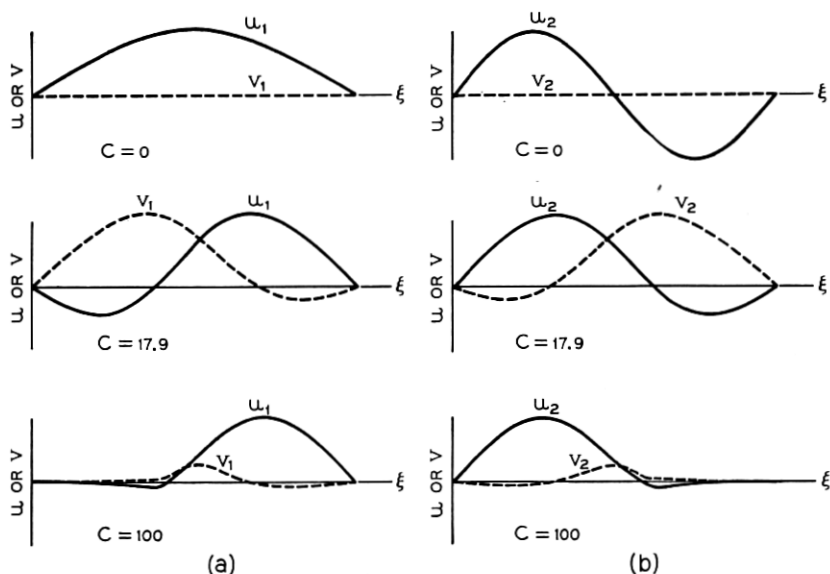 u₁
u₂
u OR V
V₁
ξ
u OR V
V₂
ξ
C = 0
C = 0
V₁
u₁
u₂
V₂
u OR V
ξ
u OR V
ξ
C = 17.9
C = 17.9
u₁
u₂
u OR V
V₁
ξ
u OR V
V₂
ξ
C = 100
C = 100
(a)
(b)